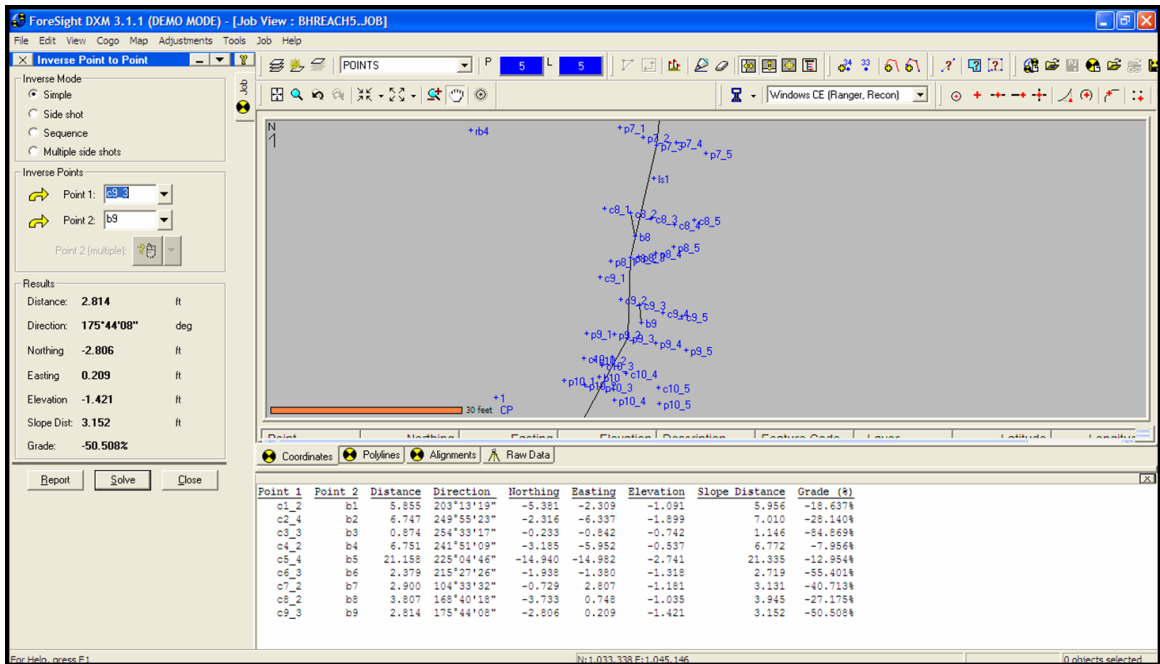 ForeSight DXM 3.1.1 (DEMO MODE) - [Job View : BHREACH5..JOB]
File Edit View Cogo Map Adjustments Tools Job Help
Inverse Point to Point
POINTS P 5 L 5
Inverse Mode
Simple
Side shot
Sequence
Multiple side shots
Job
Windows CE (Ranger, Recon)
Inverse Points
Point 1: c9_3
Point 2: b9
Point 2 (multiple):
Results
Distance: 2.814 ft
Direction: 175°44'08" deg
Northing -2.806 ft
Easting 0.209 ft
Elevation -1.421 ft
Slope Dist: 3.152 ft
Grade: -50.508%
Report Solve Close
N
rb4
p7_1
p7_2
p7_3 p7_4
p7_5
ls1
c8_1
c8_2
c8_3
c8_4 c8_5
b8
p8_5
p8_1 p8_4
c9_1
c9_2
c9_3
c9_4
c9_5
b9
p9_1 p9_2
p9_3
p9_4
p9_5
c10_4
p10_1 b10
p10_3 c10_5
p10_4 p10_5
1
CP
30 feet
Point Northing Easting Elevation Description Feature Code Layer Latitude
Coordinates Polylines Alignments Raw Data
Point 1 Point 2 Distance Direction Northing Easting Elevation Slope Distance Grade (%)
c1_2 b1 5.855 203°13'19" -5.381 -2.309 -1.091 5.956 -18.637%
c2_4 b2 6.747 249°55'23" -2.316 -6.337 -1.899 7.010 -28.140%
c3_3 b3 0.874 254°33'17" -0.233 -0.842 -0.742 1.146 -84.869%
c4_2 b4 6.751 241°51'09" -3.185 -5.952 -0.537 6.772 -7.956%
c5_4 b5 21.158 225°04'46" -14.940 -14.982 -2.741 21.335 -12.954%
c6_3 b6 2.379 215°27'26" -1.938 -1.380 -1.318 2.719 -55.401%
c7_2 b7 2.900 104°33'32" -0.729 2.807 -1.181 3.131 -40.713%
c8_2 b8 3.807 168°40'18" -3.733 0.748 -1.035 3.945 -27.175%
c9_3 b9 2.814 175°44'08" -2.806 0.209 -1.421 3.152 -50.508%
For Help, press F1
N:1,033.338 E:1,045.146
0 objects selected